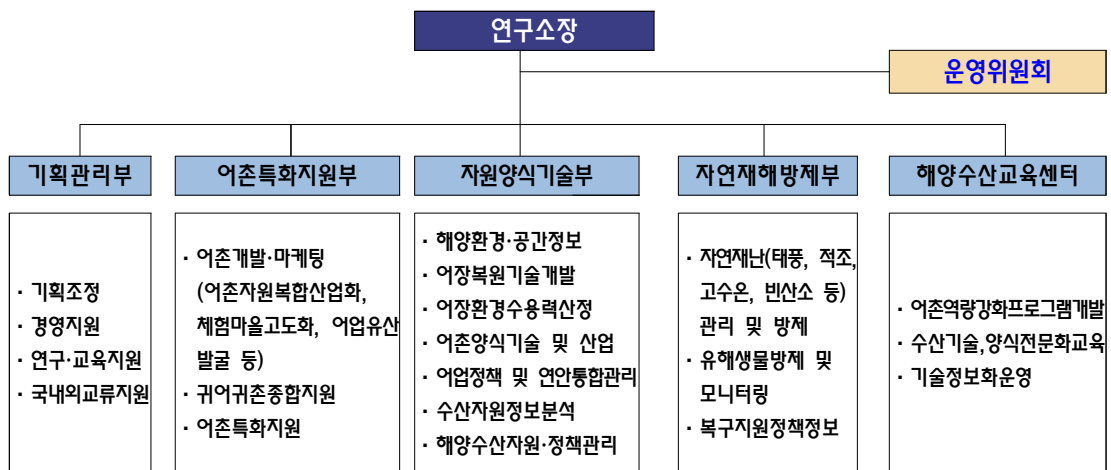 연구소장
운영위원회
기획관리부
어촌특화지원부
자원양식기술부
자연재해방제부
해양수산교육센터
· 기획조정
· 경영지원
· 연구·교육지원
· 국내외교류지원
· 어촌개발·마케팅
(어촌자원복합산업화,
체험마을고도화, 어업유산
발굴 등)
· 귀어귀촌종합지원
· 어촌특화지원
· 해양환경·공간정보
· 어장복원기술개발
· 어장환경수용력산정
· 어촌양식기술 및 산업
· 어업정책 및 연안통합관리
· 수산자원정보분석
· 해양수산자원·정책관리
· 자연재난(태풍, 적조,
고수온, 빈산소 등)
관리 및 방제
· 유해생물방제 및
모니터링
· 복구지원정책정보
· 어촌역량강화프로그램개발
· 수산기술,양식전문화교육
· 기술정보화운영